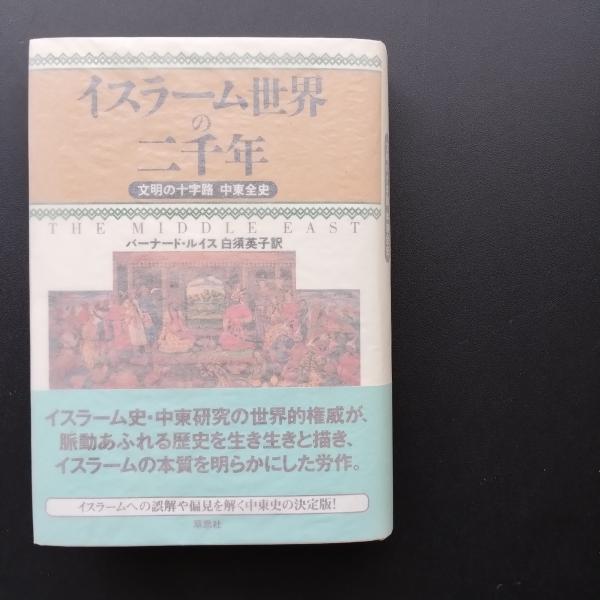 イスラーム世界
の
二千年
文明の十字路 中東全史
THE MIDDLE EAST
バーナード・ルイス 白須英子訳
イスラーム史・中東研究の世界的権威が、
脈動あふれる歴史を生き生きと描き、
イスラームの本質を明らかにした労作。
イスラームへの誤解や偏見を解く中東史の決定版!
草思社